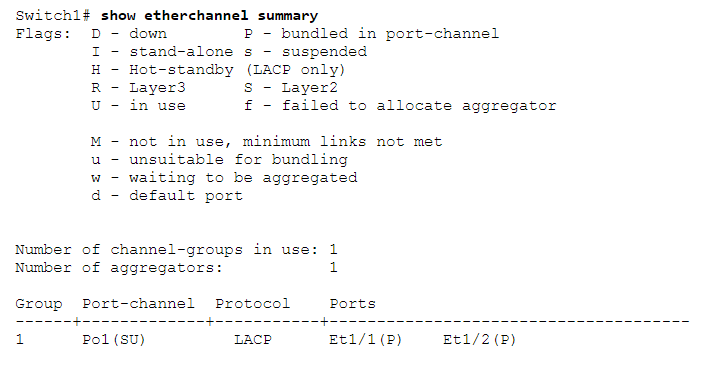 Switch1# show etherchannel summary
Flags:  D - down        P - bundled in port-channel
        I - stand-alone s - suspended
        H - Hot-standby (LACP only)
        R - Layer3      S - Layer2
        U - in use      f - failed to allocate aggregator
        M - not in use, minimum links not met
        u - unsuitable for bundling
        w - waiting to be aggregated
        d - default port
Number of channel-groups in use: 1
Number of aggregators:           1
Group  Port-channel  Protocol    Ports
------+-------------+-----------+--------------------------------------
1      Po1(SU)         LACP      Et1/1(P)    Et1/2(P)